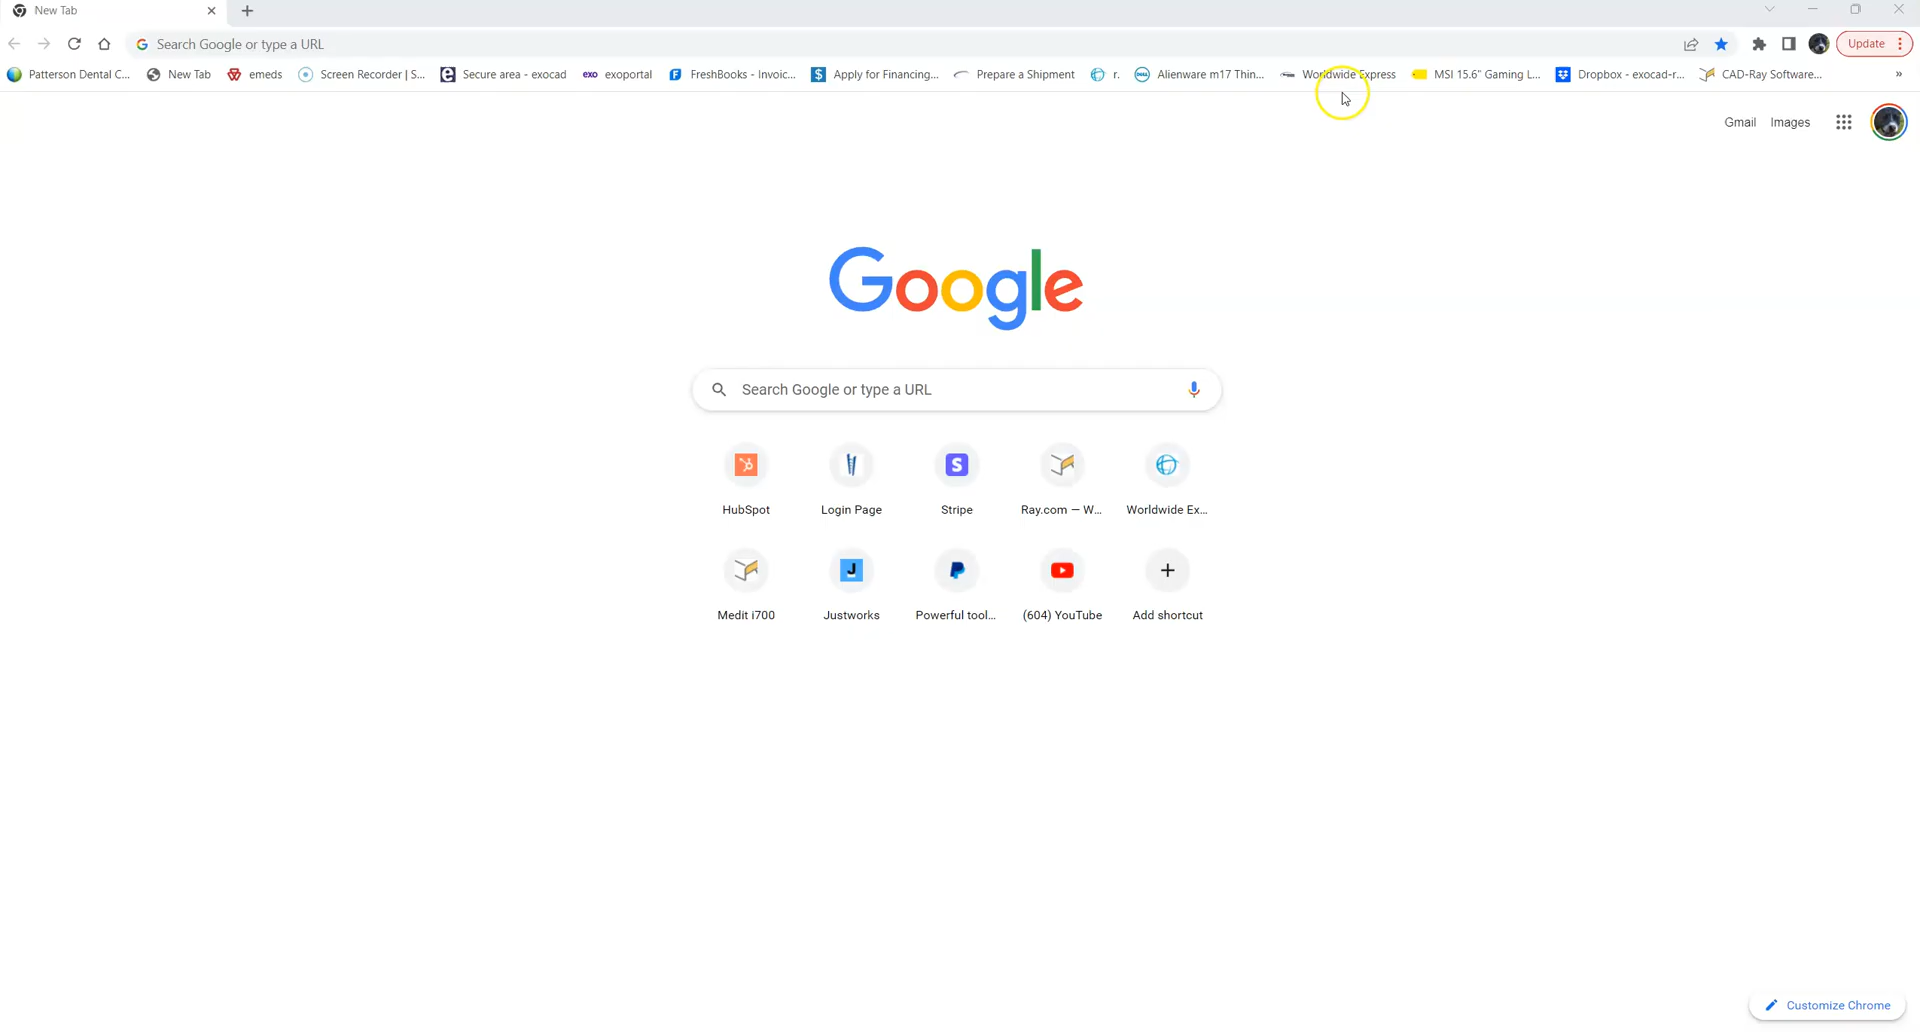 New Tab
Search Google or type a URL
Update
Patterson Dental C... New Tab emeds Screen Recorder | S... Secure area - exocad exo exoportal FreshBooks - Invoic... Apply for Financing,... Prepare a Shipment r. Alienware m17 Thin... Worldwide Express MSI 15.6" Gaming L... Dropbox - exocad-r... CAD-Ray Software... »
Gmail Images
Google
Search Google or type a URL
HubSpot Login Page Stripe Ray.com — W... Worldwide Ex...
Medit i700 Justworks Powerful tool... (604) YouTube Add shortcut
Customize Chrome